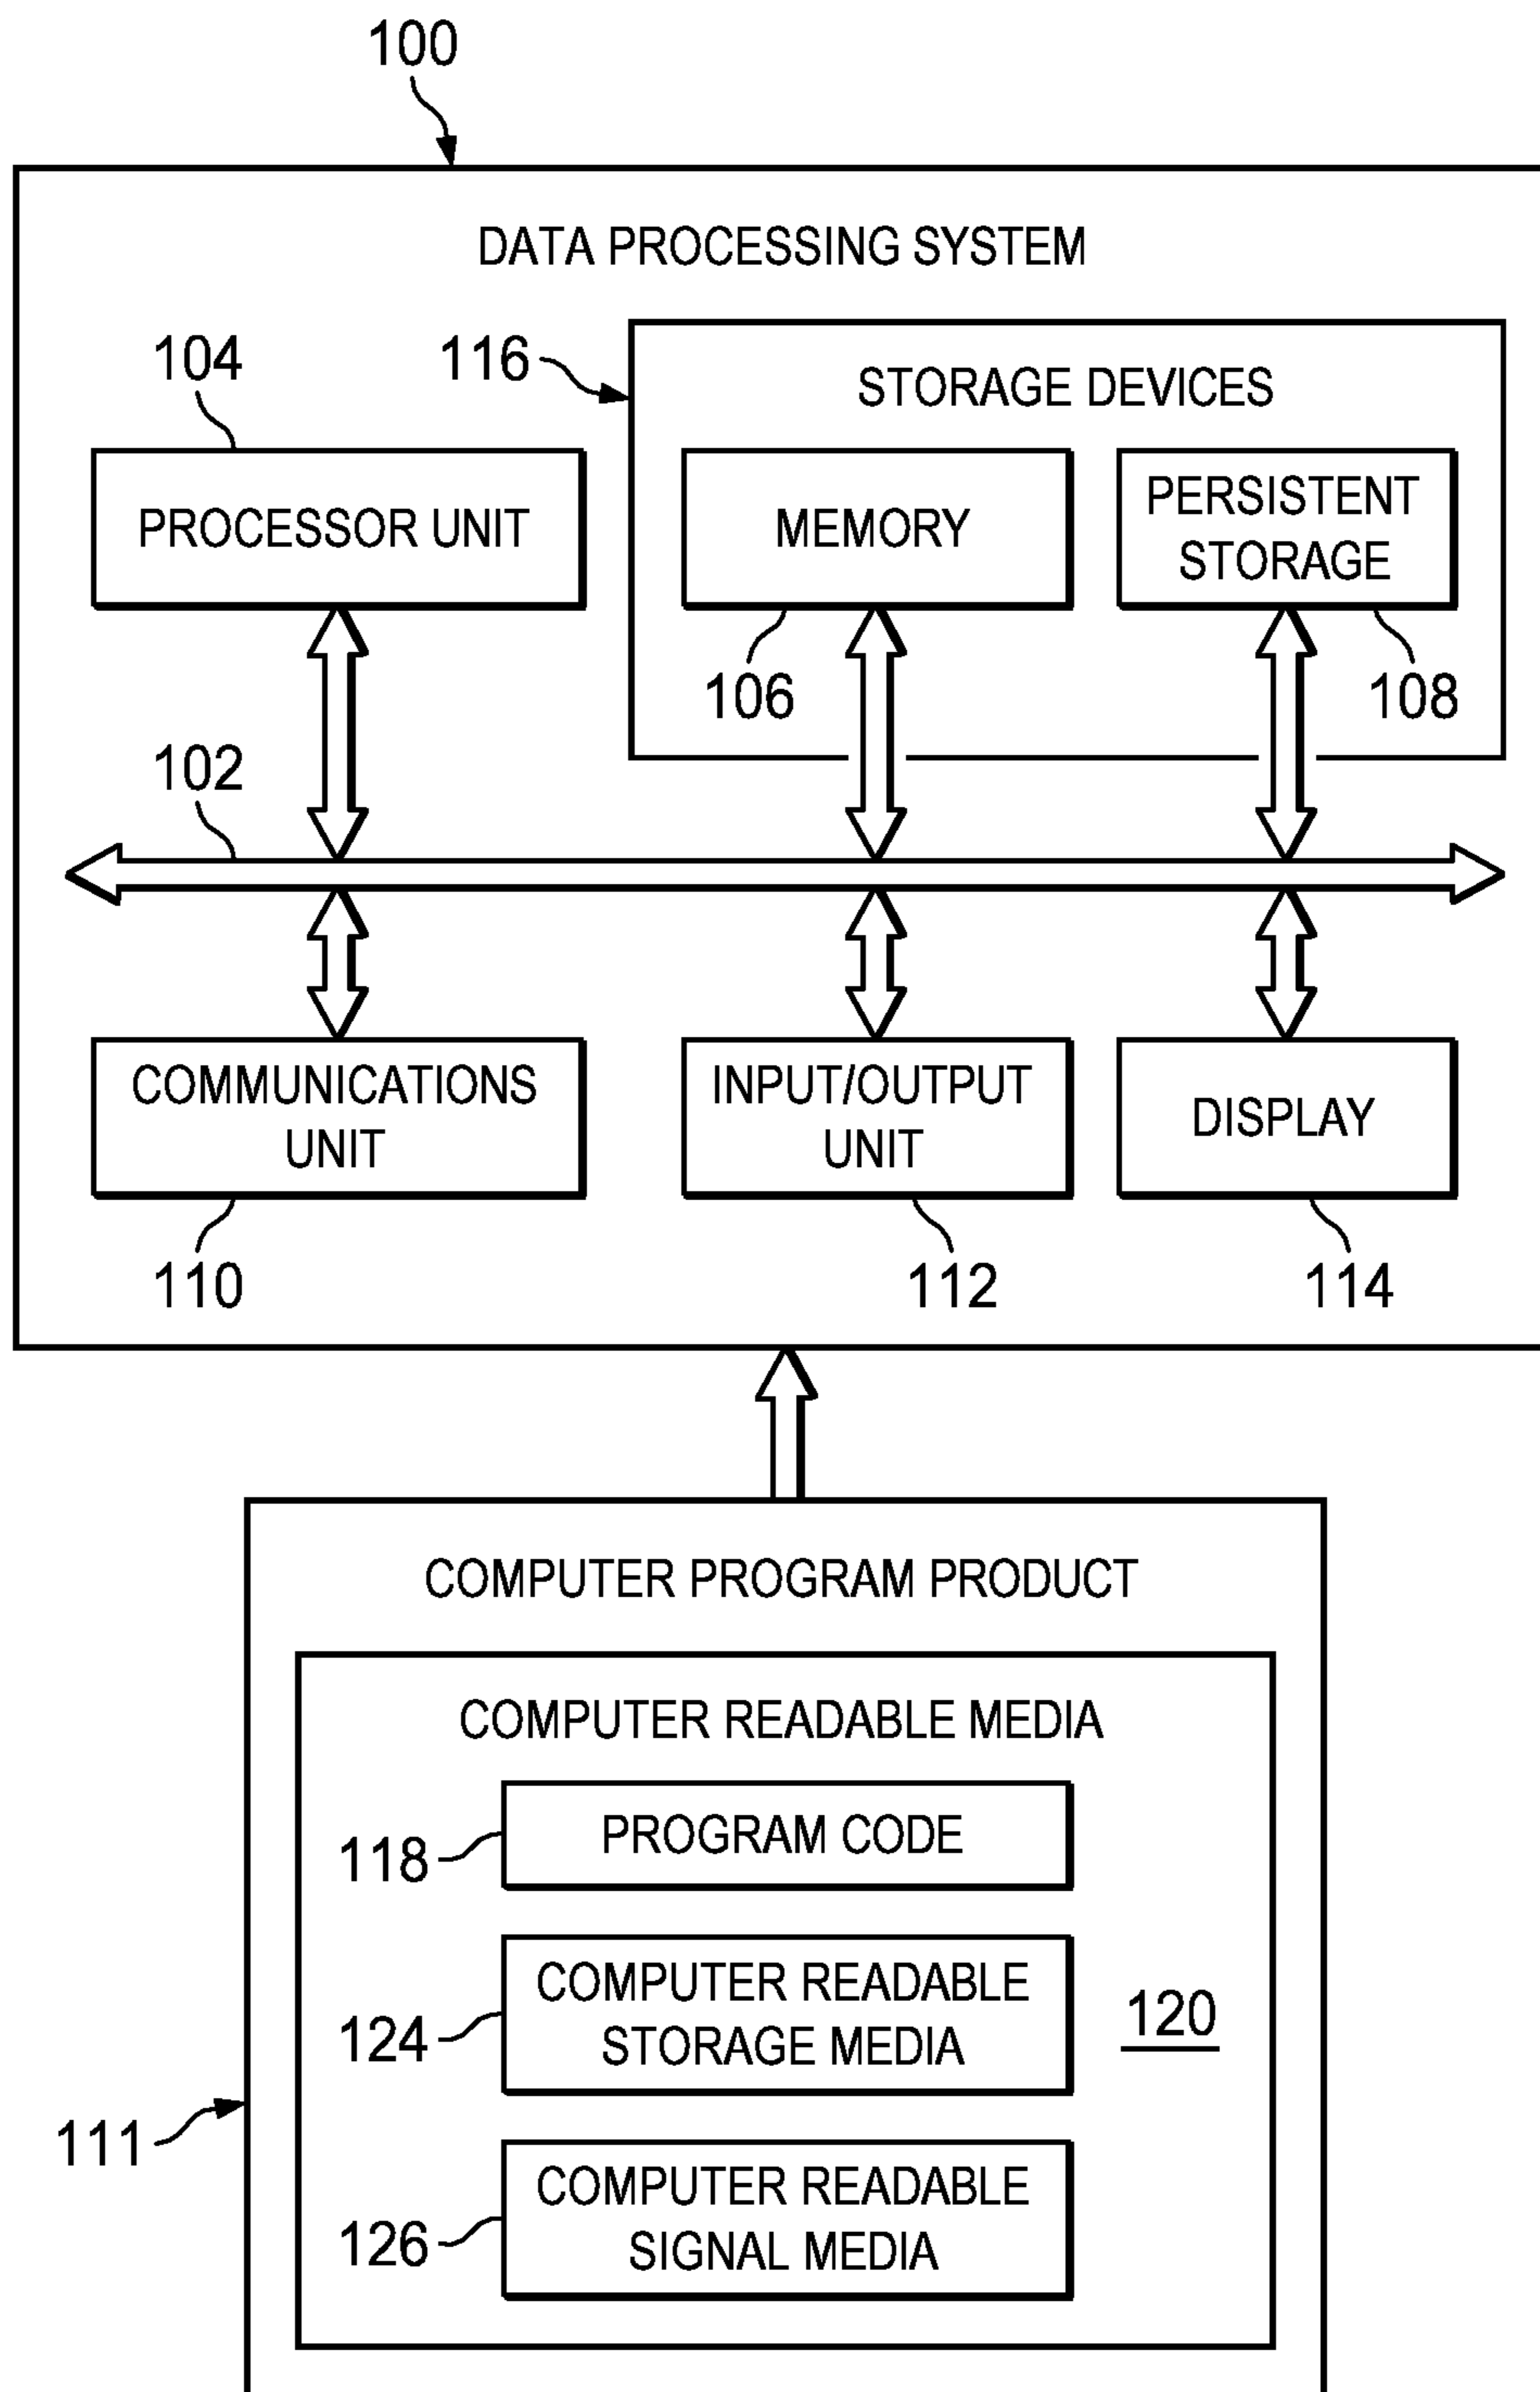 100
DATA PROCESSING SYSTEM
104
116
STORAGE DEVICES
PROCESSOR UNIT
MEMORY
PERSISTENT
STORAGE
106
108
102
COMMUNICATIONS
UNIT
INPUT/OUTPUT
UNIT
DISPLAY
110
112
114
COMPUTER PROGRAM PRODUCT
COMPUTER READABLE MEDIA
118
PROGRAM CODE
124
COMPUTER READABLE
STORAGE MEDIA
120
111
126
COMPUTER READABLE
SIGNAL MEDIA